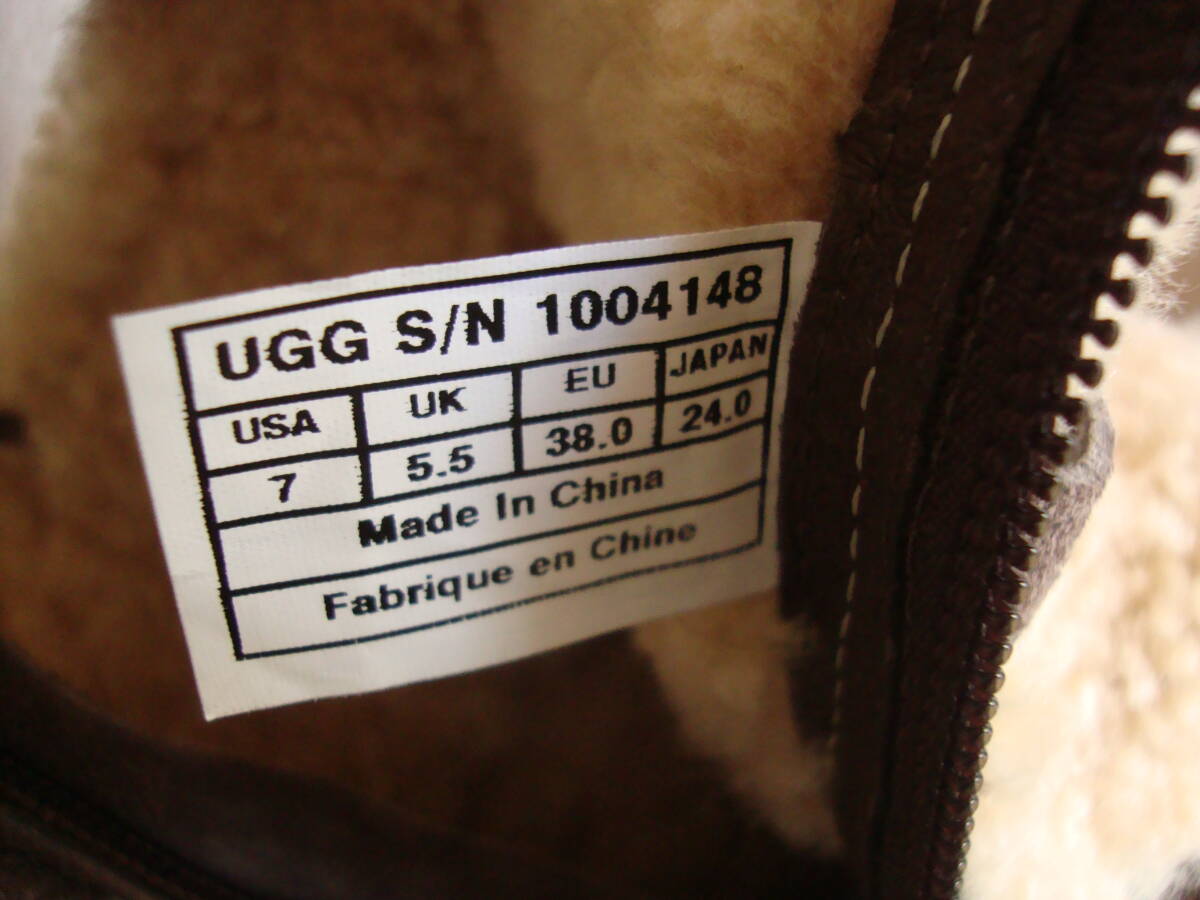 UGG S/N 1004148
USA UK EU JAPAN
7 5.5 38.0 24.0
Made In China
Fabrique en Chine